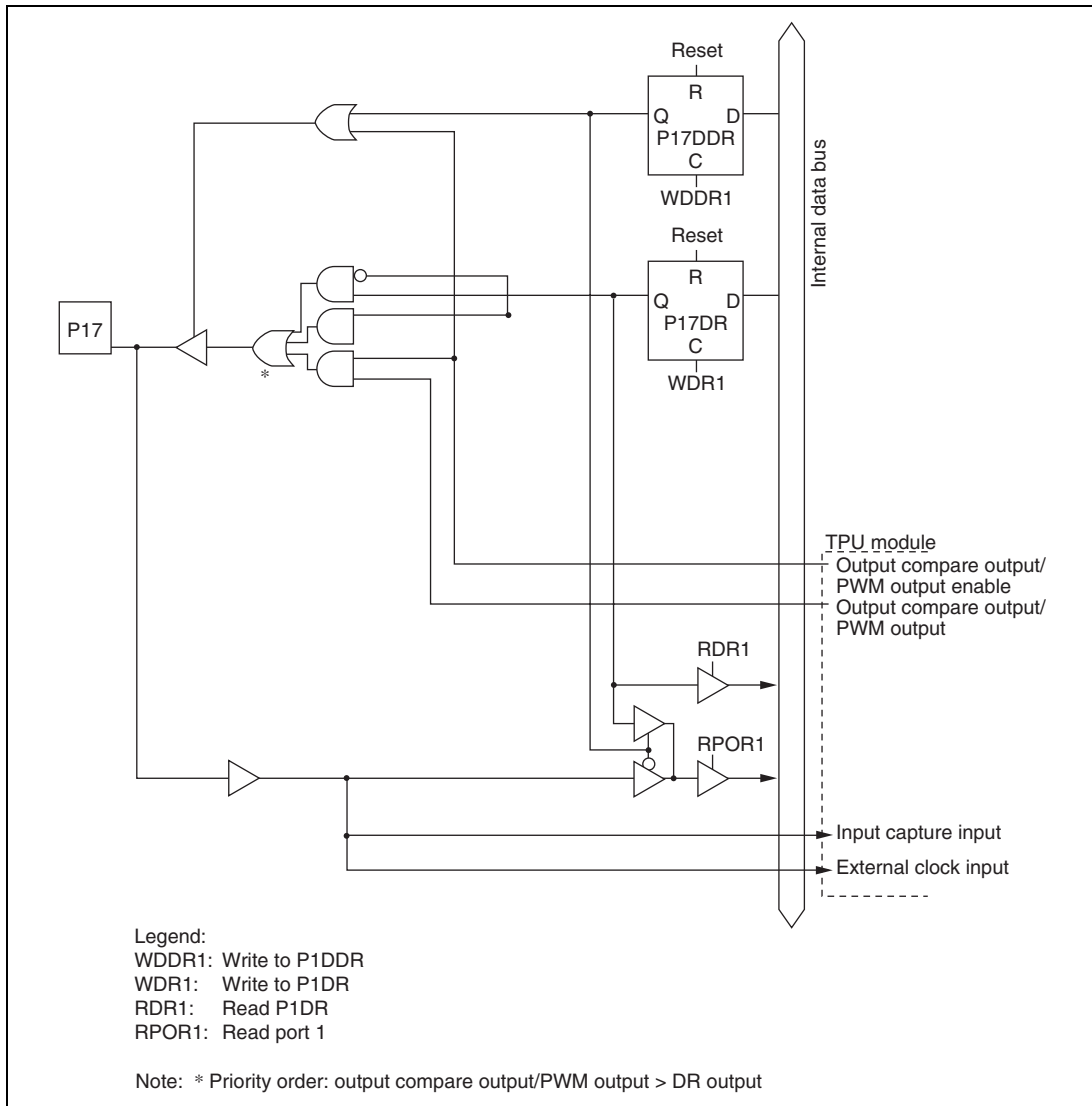 Reset
R
Q D
P17DDR
C
WDDR1
Internal data bus
Reset
R
Q D
P17DR
C
WDR1
P17
*
TPU module
Output compare output/
PWM output enable
Output compare output/
PWM output
RDR1
RPOR1
Input capture input
External clock input
Legend:
WDDR1: Write to P1DDR
WDR1: Write to P1DR
RDR1: Read P1DR
RPOR1: Read port 1
Note: * Priority order: output compare output/PWM output > DR output